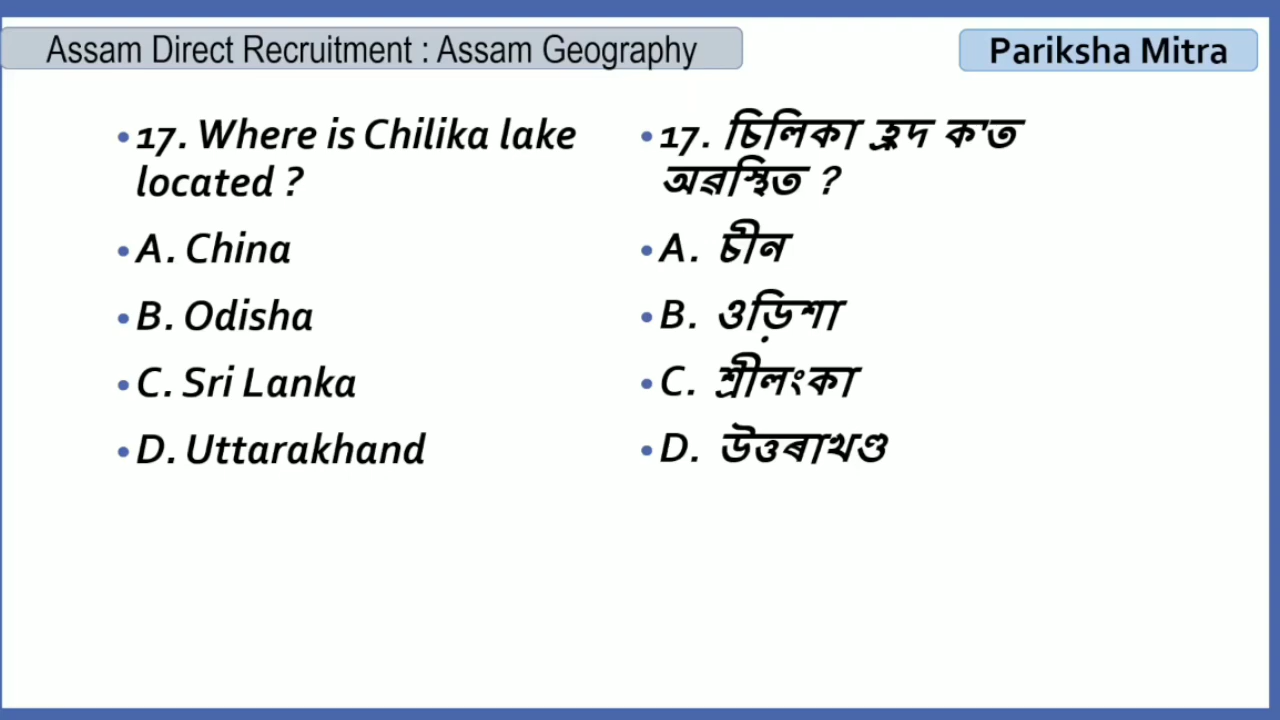 Assam Direct Recruitment : Assam Geography
Pariksha Mitra
• 17. Where is Chilika lake
located ?
• A. China
• B. Odisha
• C. Sri Lanka
• D. Uttarakhand
• 17. চিলিকা হ্ৰদ ক'ত
অৱস্থিত ?
• A. চীন
• B. ওড়িশা
• C. শ্ৰীলংকা
• D. উত্তৰাখণ্ড